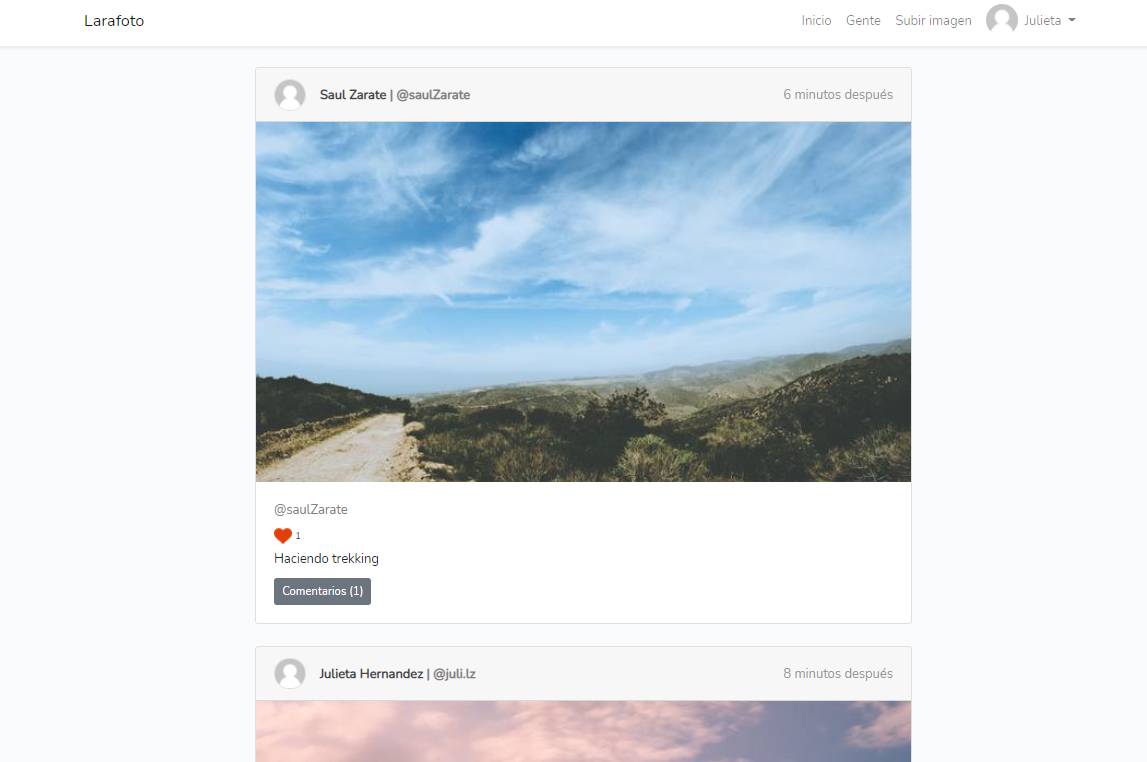 Larafoto
Inicio Gente Subir imagen Julieta
Saul Zarate | @saulZarate 6 minutos después
@saulZarate
1
Haciendo trekking
Comentarios (1)
Julieta Hernandez | @juli.lz 8 minutos después